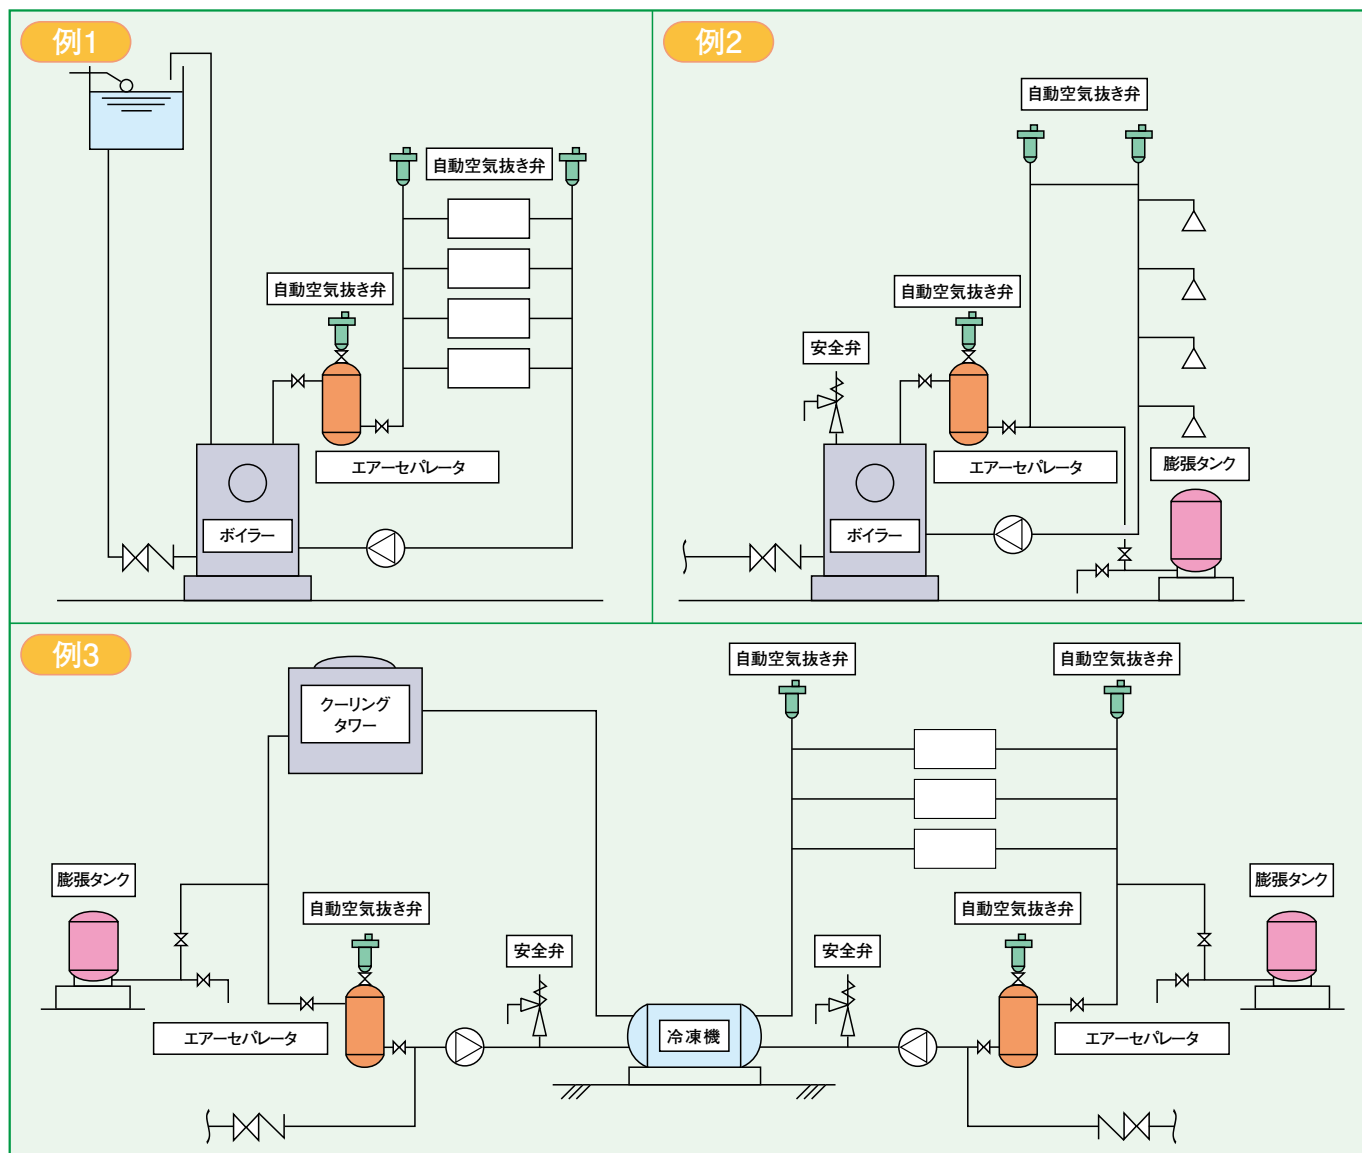 例1
自動空気抜き弁
自動空気抜き弁
エアーセパレータ
ボイラー
例2
自動空気抜き弁
自動空気抜き弁
安全弁
エアーセパレータ
膨張タンク
ボイラー
例3
クーリング
タワー
自動空気抜き弁
自動空気抜き弁
膨張タンク
自動空気抜き弁
安全弁
エアーセパレータ
冷凍機
安全弁
自動空気抜き弁
エアーセパレータ
膨張タンク